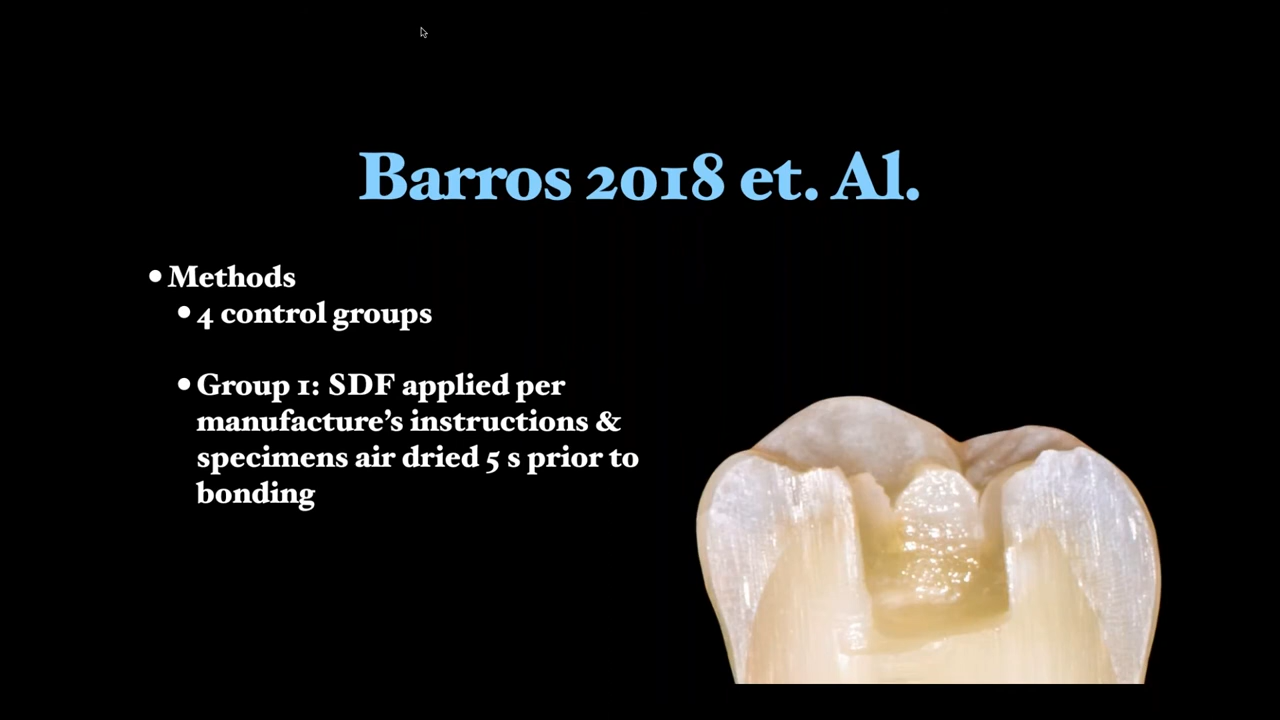 Barros 2018 et. Al.
• Methods
• 4 control groups
• Group 1: SDF applied per
manufacture's instructions &
specimens air dried 5 s prior to
bonding